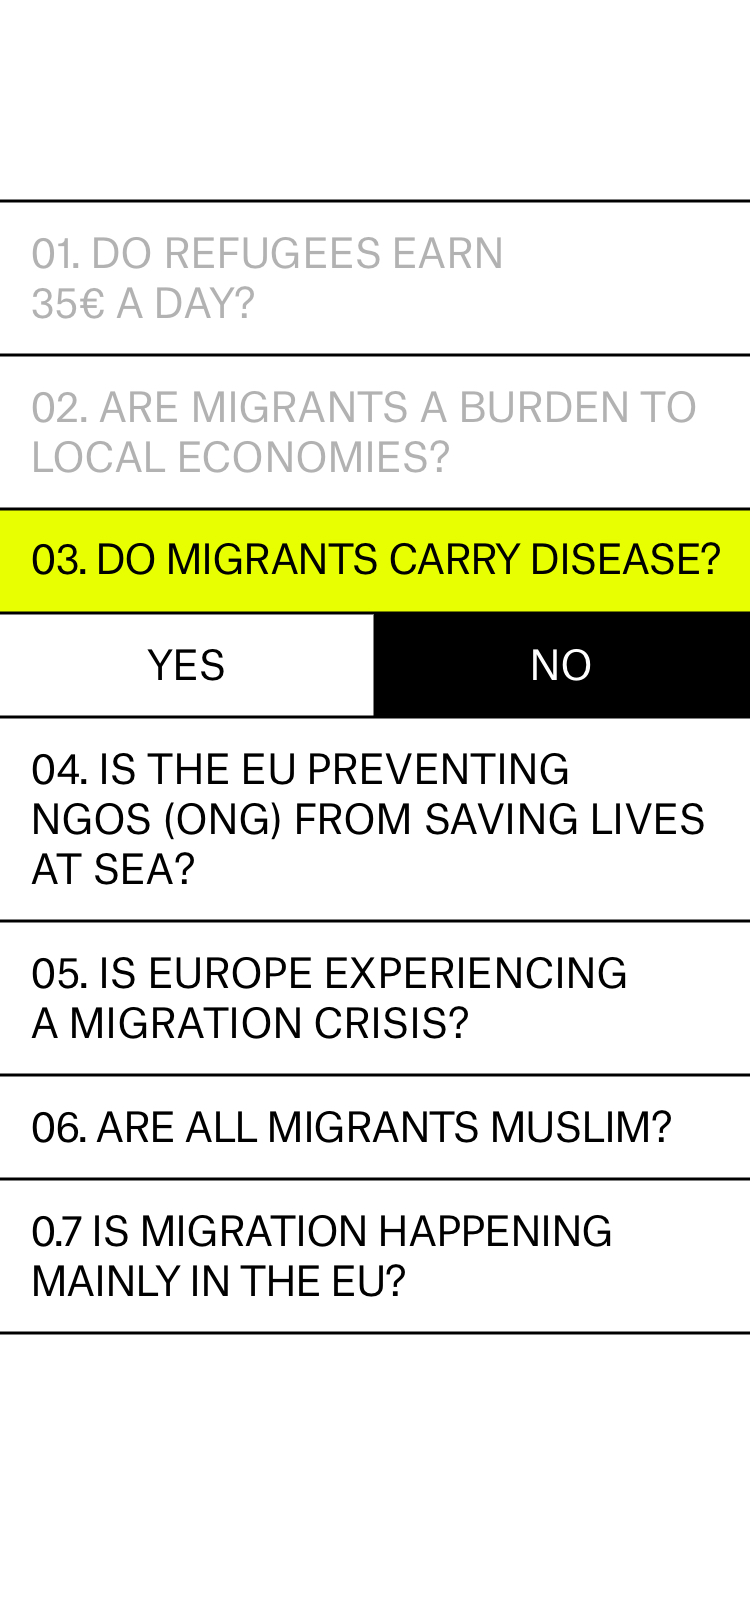 01. DO REFUGEES EARN
35€ A DAY?
02. ARE MIGRANTS A BURDEN TO
LOCAL ECONOMIES?
03. DO MIGRANTS CARRY DISEASE?
YES
NO
04. IS THE EU PREVENTING
NGOS (ONG) FROM SAVING LIVES
AT SEA?
05. IS EUROPE EXPERIENCING
A MIGRATION CRISIS?
06. ARE ALL MIGRANTS MUSLIM?
0.7 IS MIGRATION HAPPENING
MAINLY IN THE EU?